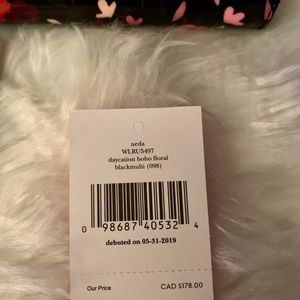 neda
WLRU5497
daycation boho floral
blackmulti (098)
0 98687 40532 4
debuted on 05-31-2019
Our Price CAD $178.00